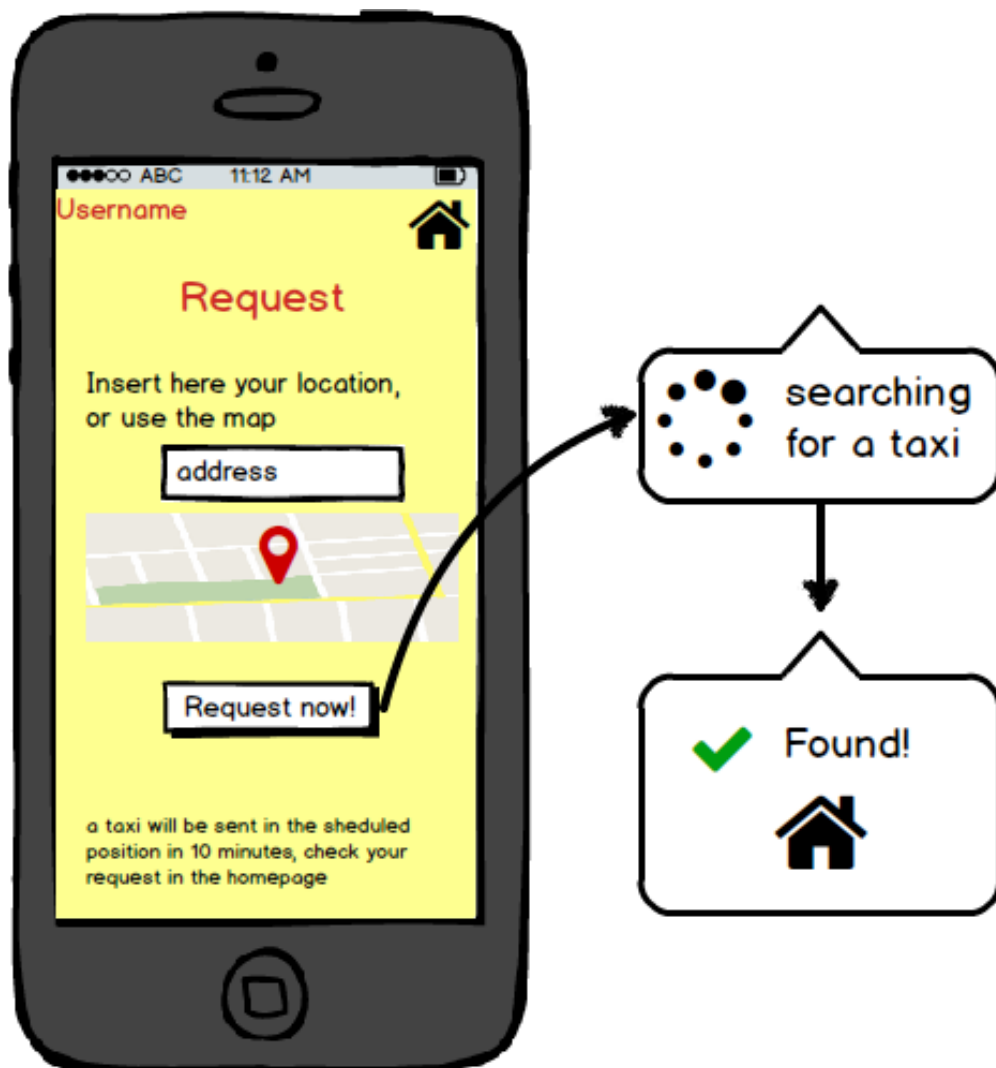 ABC 11:12 AM
Username
Request
Insert here your location,
or use the map
address
Request now!
a taxi will be sent in the sheduled
position in 10 minutes, check your
request in the homepage
searching
for a taxi
Found!